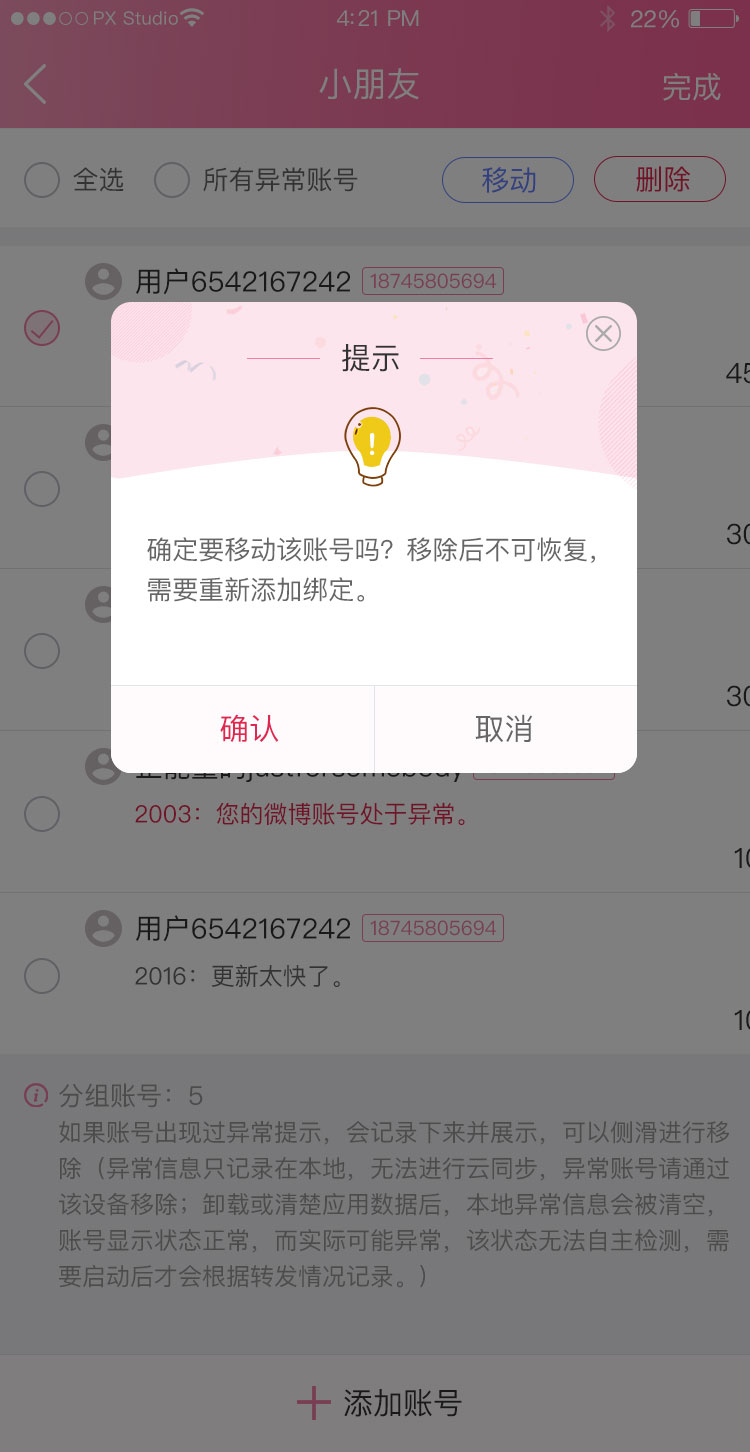 PX Studio 4:21 PM 22%
小朋友 完成
全选 所有异常账号 移动 删除
用户6542167242 18745805694
提示
45
!
30
确定要移动该账号吗？移除后不可恢复，
需要重新添加绑定。
30
确认 取消
2003：您的微博账号处于异常。
10
用户6542167242 18745805694
2016：更新太快了。
10
分组账号：5
如果账号出现过异常提示，会记录下来并展示，可以侧滑进行移
除（异常信息只记录在本地，无法进行云同步，异常账号请通过
该设备移除；卸载或清楚应用数据后，本地异常信息会被清空，
账号显示状态正常，而实际可能异常，该状态无法自主检测，需
要启动后才会根据转发情况记录。）
添加账号